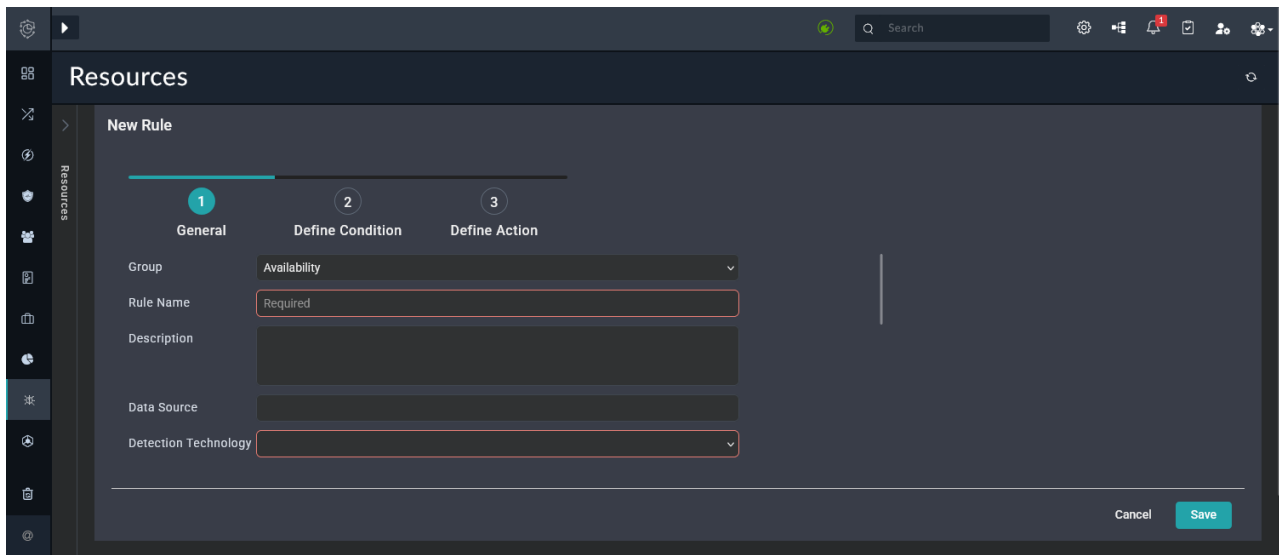 Search
1
Resources
New Rule
Resources
1
2
3
General
Define Condition
Define Action
Group
Availability
Rule Name
Required
Description
Data Source
Detection Technology
Cancel
Save
@